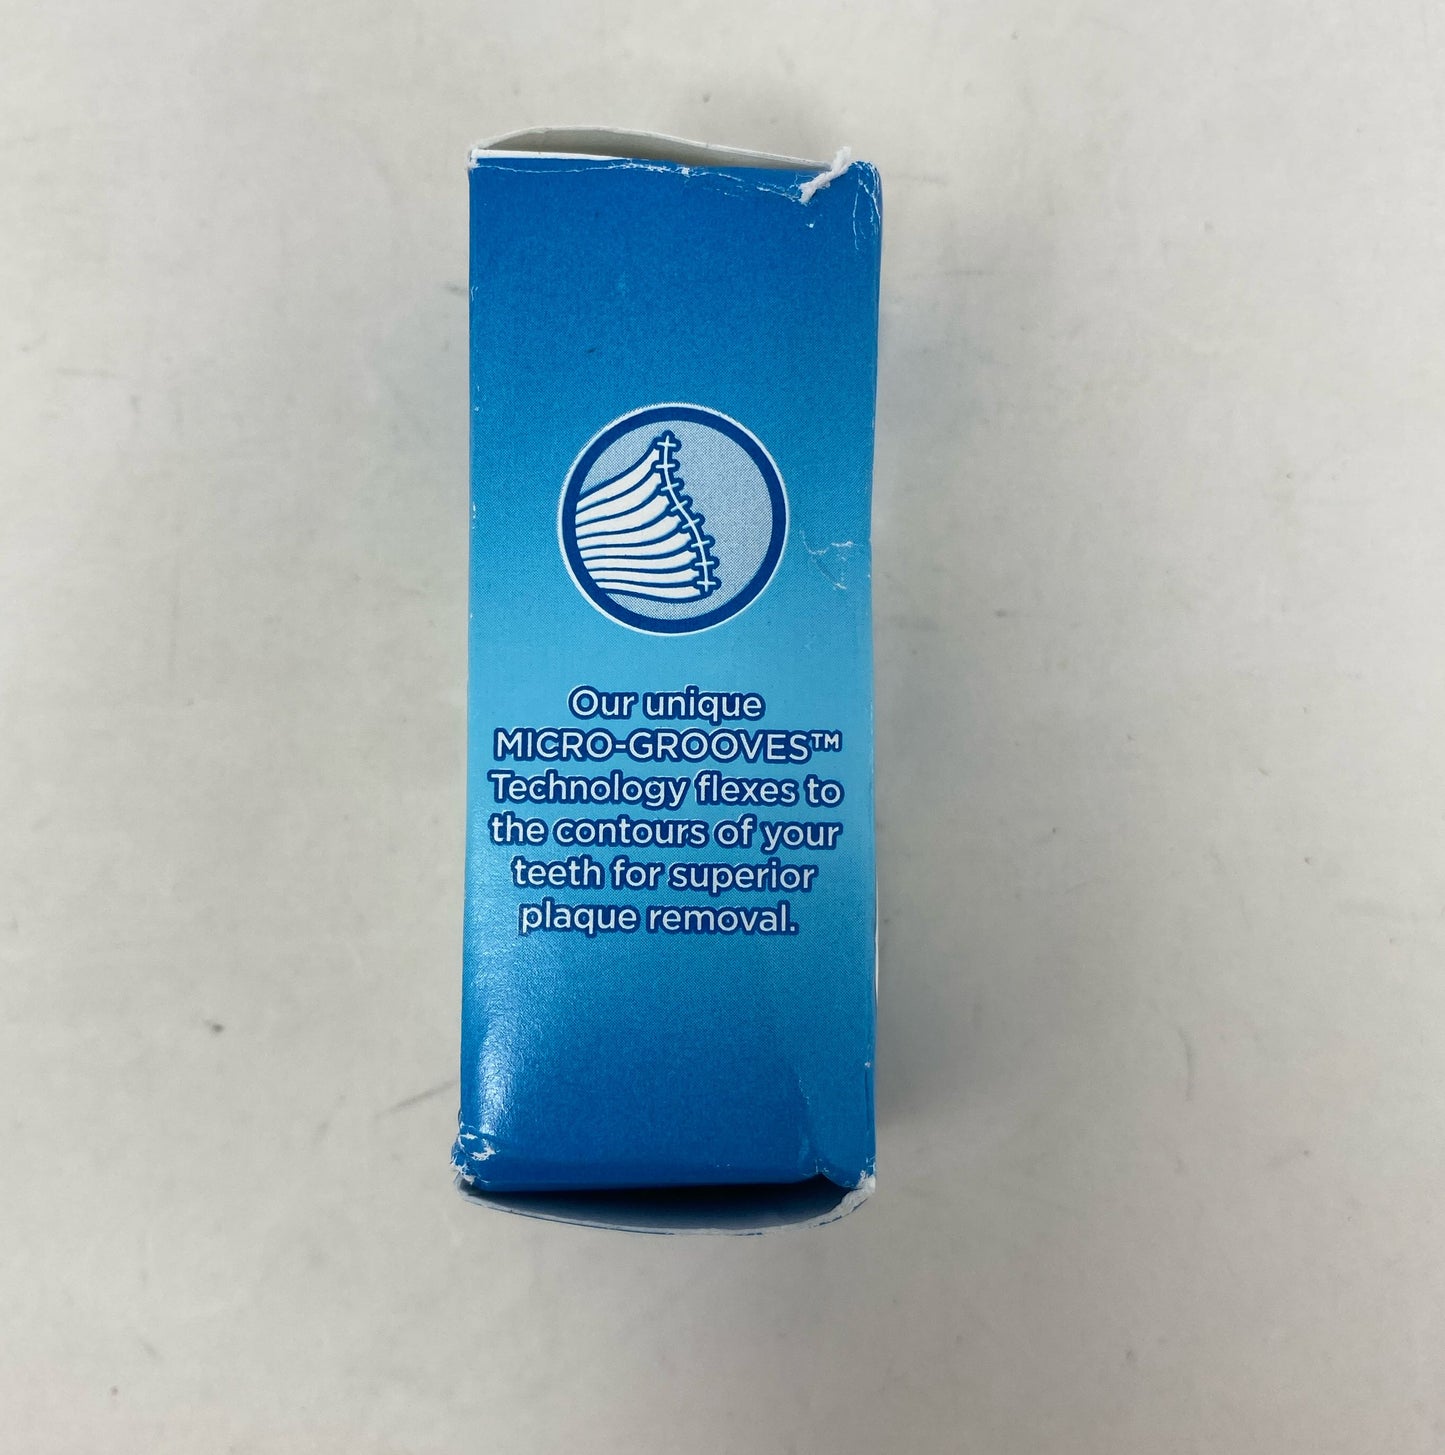 Our unique
MICRO-GROOVES™
Technology flexes to
the contours of your
teeth for superior
plaque removal.